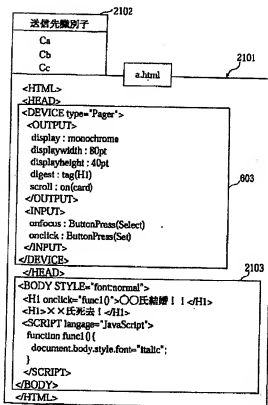 2102
送信先識別子
Ca
Cb
Cc
a.html
2101
<HTML>
<HEAD>
<DEVICE type="Pager">
<OUTPUT>
display : monochrome
displaywidth : 80pt
displayheight : 40pt
digest : tag(H1)
scroll : on(card)
</OUTPUT>
603
<INPUT>
onfocus : ButtonPress(Select)
onclick : ButtonPress(Set)
</INPUT>
</DEVICE>
</HEAD>
2103
<BODY STYLE="font:normal">
<H1 onclick="func1()">〇〇氏結婚！！</H1>
<H1>××氏死去！</H1>
<SCRIPT langage="JavaScript">
function func1() {
document.body.style.font="Italic";
}
</SCRIPT>
</BODY>
</HTML>